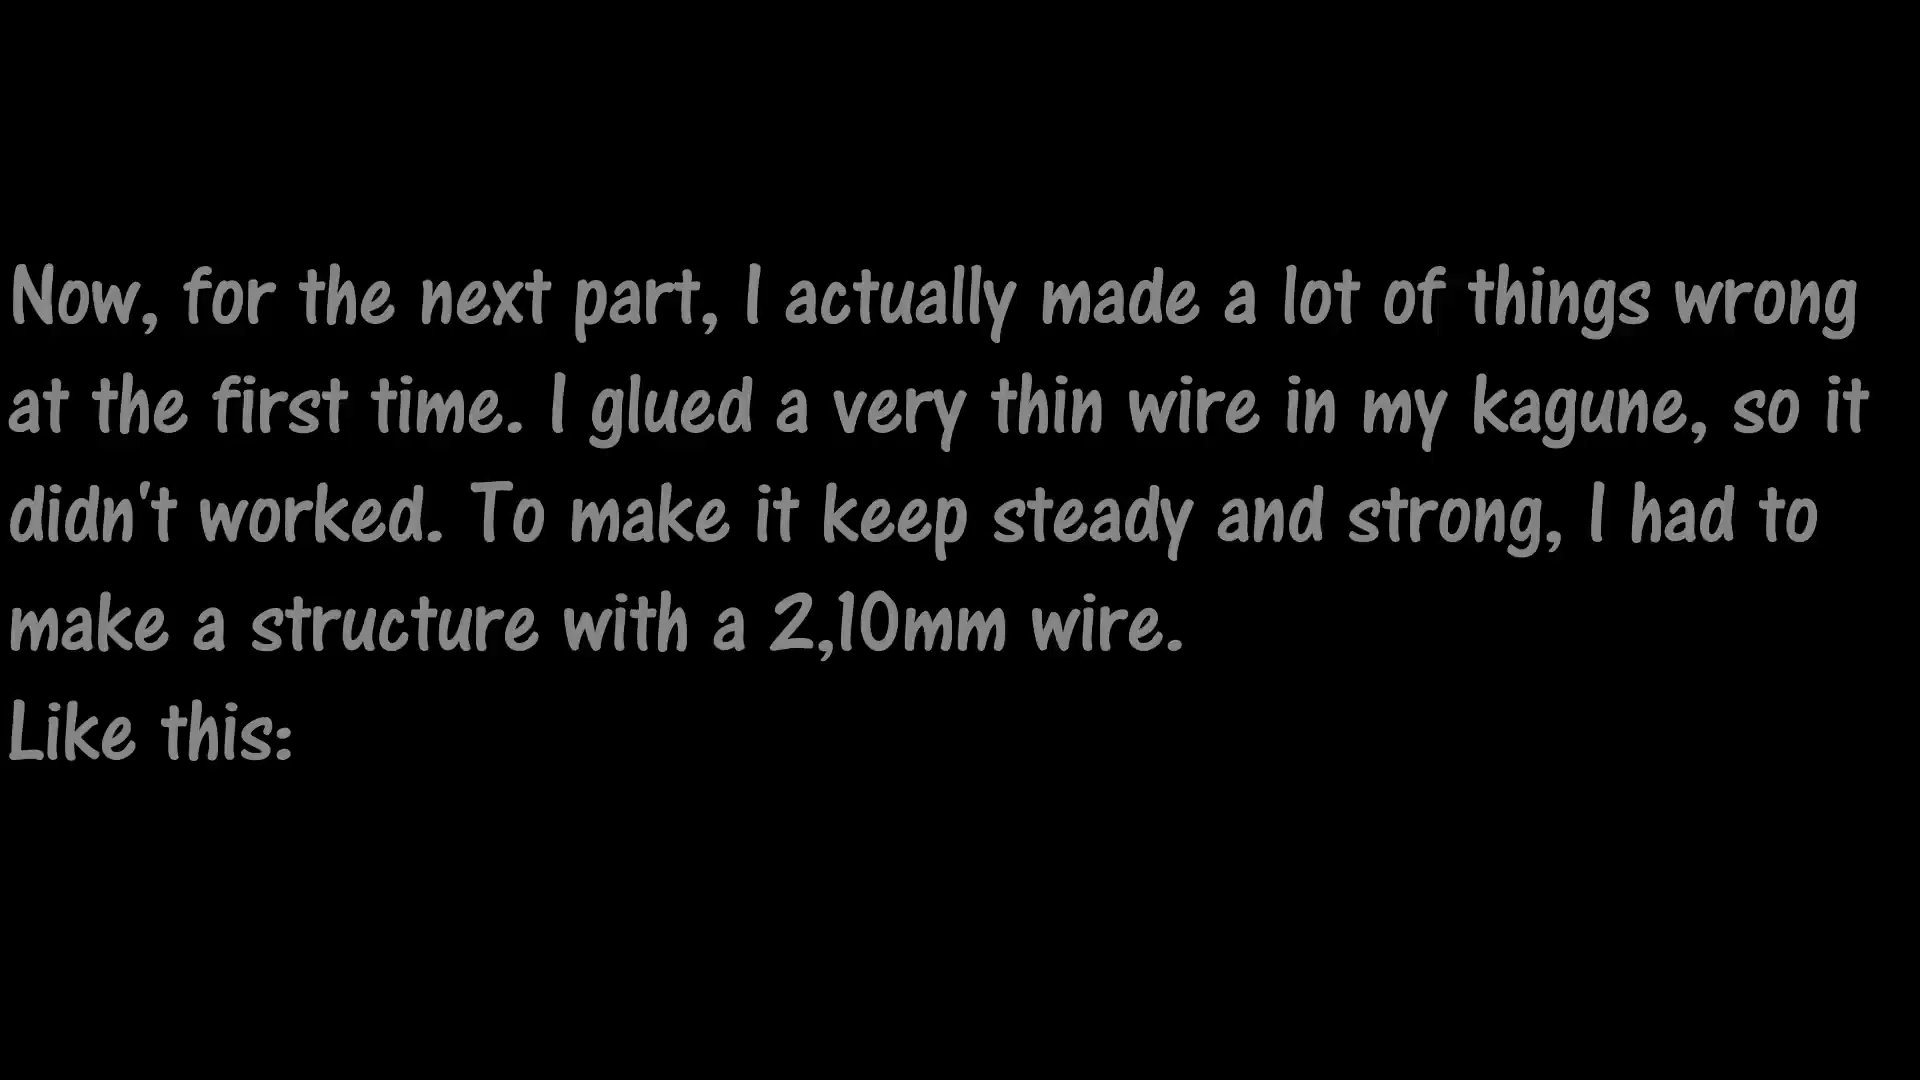 Now, for the next part, I actually made a lot of things wrong
at the first time. I glued a very thin wire in my kagune, so it
didn't worked. To make it keep steady and strong, I had to
make a structure with a 2,10mm wire.
Like this: